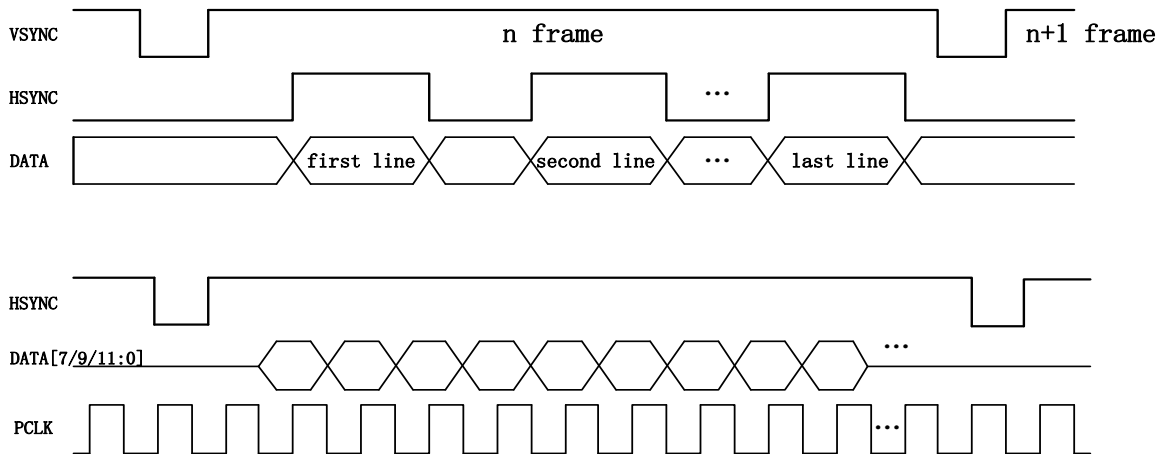 VSYNC n frame n+1 frame
HSYNC ...
DATA first line second line ... last line
HSYNC
DATA[7/9/11:0] ...
PCLK ...